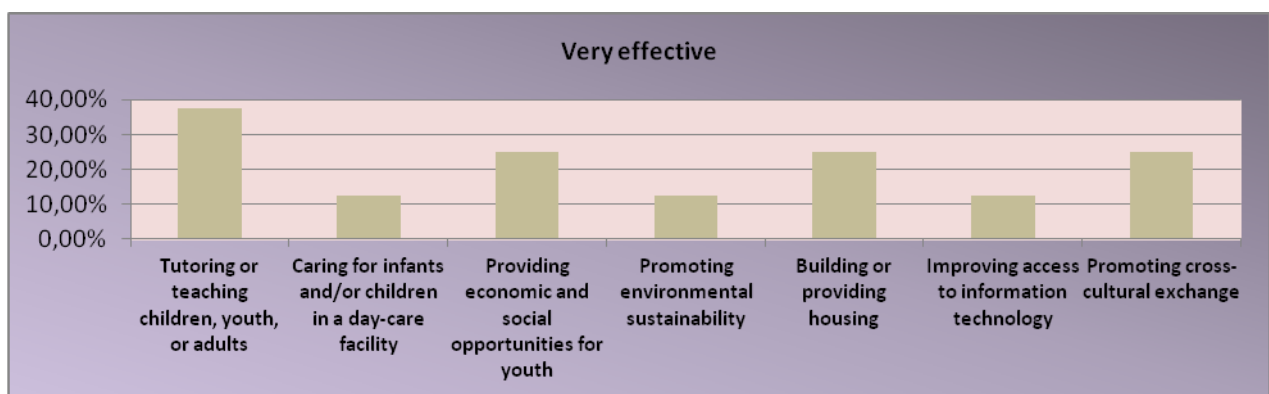 Very effective
40,00%
30,00%
20,00%
10,00%
0,00%
Tutoring or
teaching
children, youth,
or adults
Caring for infants
and/or children
in a day-care
facility
Providing
economic and
social
opportunities for
youth
Promoting
environmental
sustainability
Building or
providing
housing
Improving access
to information
technology
Promoting cross-
cultural exchange